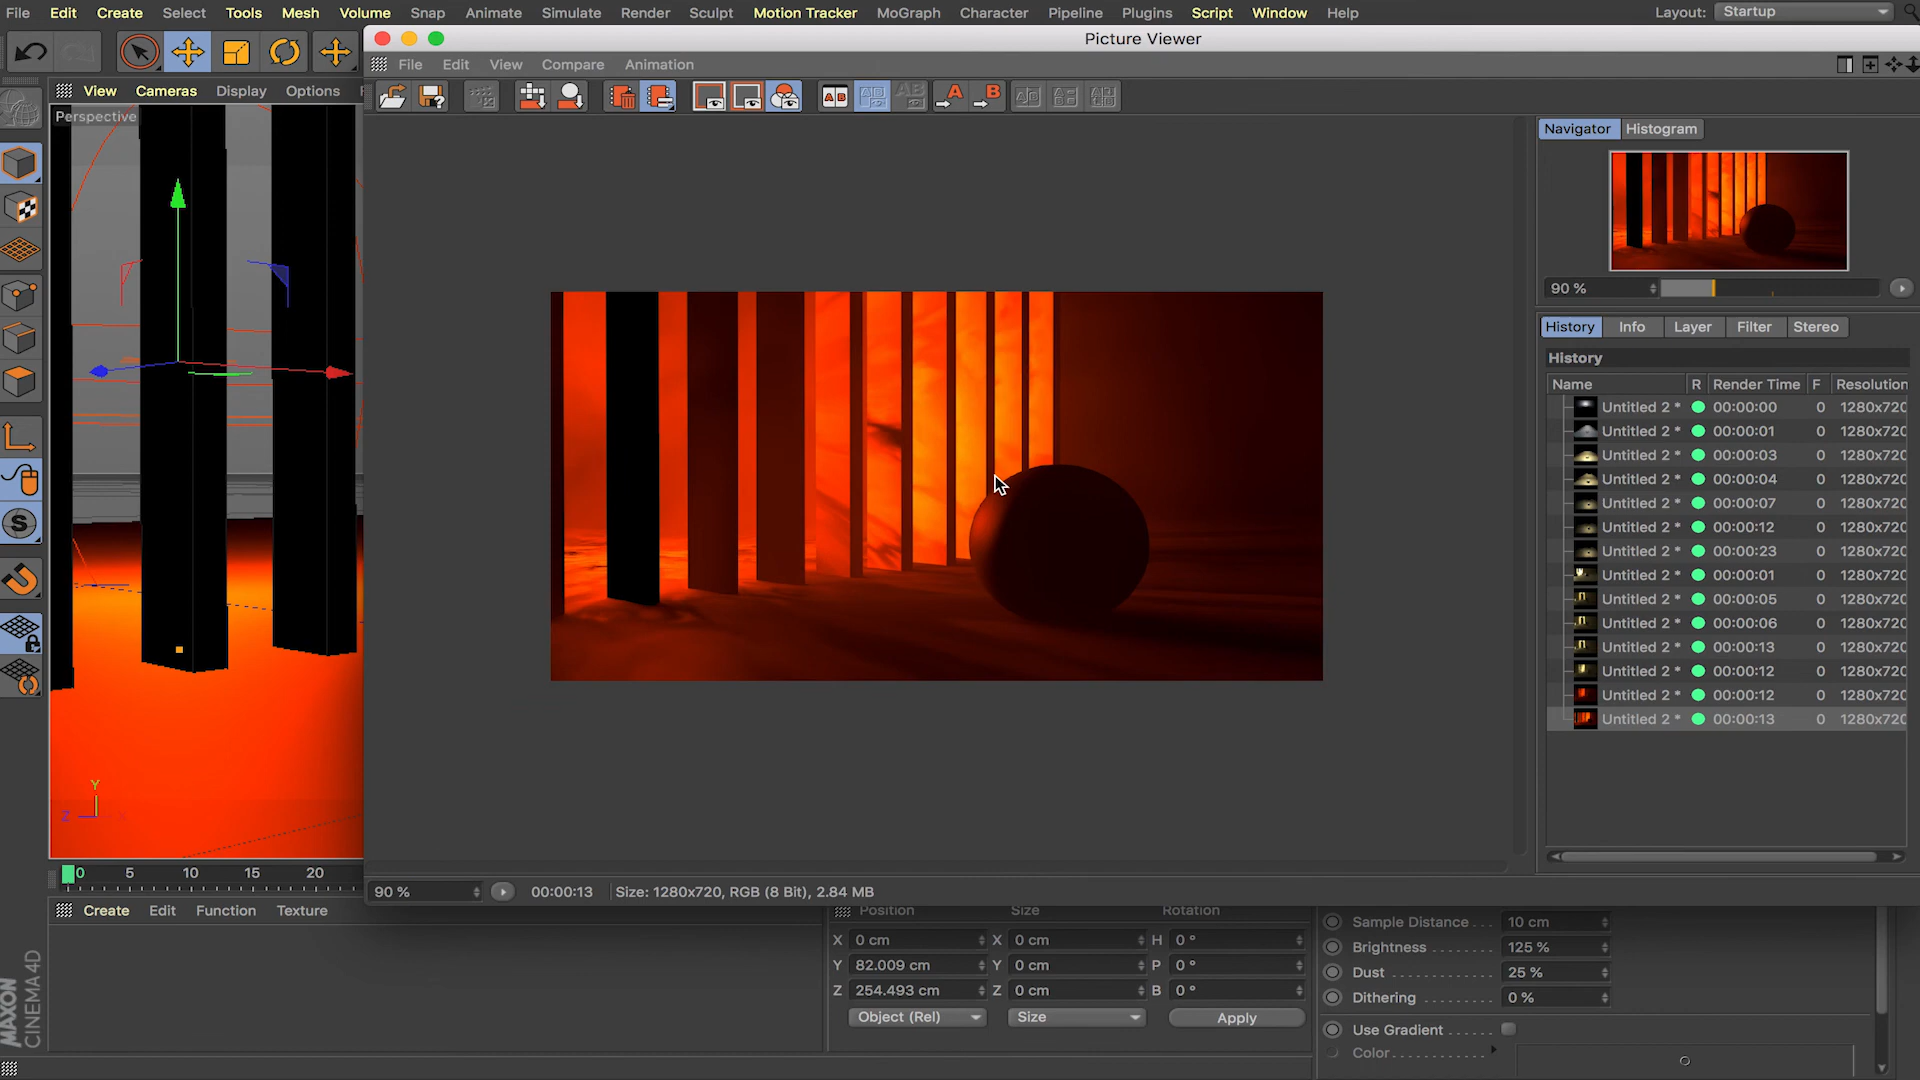 File Edit Create Select Tools Mesh Volume Snap Animate Simulate Render Sculpt Motion Tracker MoGraph Character Pipeline Plugins Script Window Help Layout: Startup
Picture Viewer
File Edit View Compare Animation
View Cameras Display Options
Perspective
Navigator Histogram
90 %
History Info Layer Filter Stereo
History
Name R Render Time F Resolution
Untitled 2 * 00:00:00 0 1280x720
Untitled 2 * 00:00:01 0 1280x720
Untitled 2 * 00:00:03 0 1280x720
Untitled 2 * 00:00:04 0 1280x720
Untitled 2 * 00:00:07 0 1280x720
Untitled 2 * 00:00:12 0 1280x720
Untitled 2 * 00:00:23 0 1280x720
Untitled 2 * 00:00:01 0 1280x720
Untitled 2 * 00:00:05 0 1280x720
Untitled 2 * 00:00:06 0 1280x720
Untitled 2 * 00:00:13 0 1280x720
Untitled 2 * 00:00:12 0 1280x720
Untitled 2 * 00:00:12 0 1280x720
Untitled 2 * 00:00:13 0 1280x720
Y
Z
0 5 10 15 20
90 % 00:00:13 Size: 1280x720, RGB (8 Bit), 2.84 MB
Create Edit Function Texture
Position Size Rotation
X 0 cm X 0 cm H 0 °
Y 82.009 cm Y 0 cm P 0 °
Z 254.493 cm Z 0 cm B 0 °
Object (Rel) Size Apply
Sample Distance . . . 10 cm
Brightness . . . . . . . 125 %
Dust . . . . . . . . . . . . . 25 %
Dithering . . . . . . . . . 0 %
Use Gradient . . . . . .
Color. . . . . . . . . . . .
MAXON
CINEMA 4D